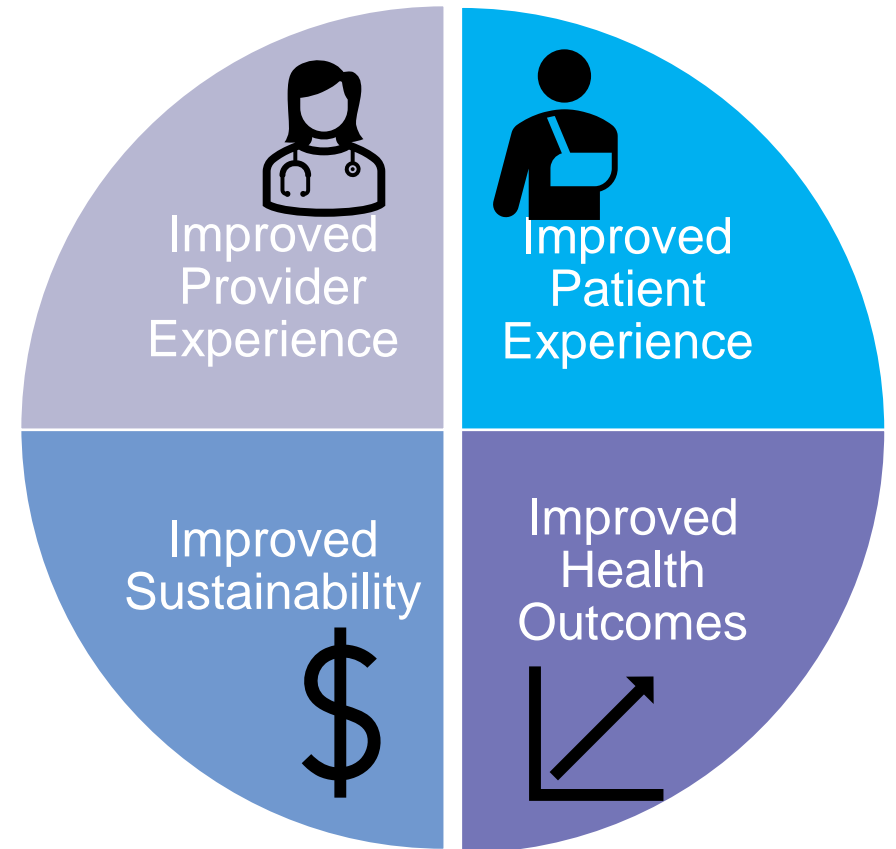 Improved
Provider
Experience
Improved
Patient
Experience
Improved
Sustainability
Improved
Health
Outcomes